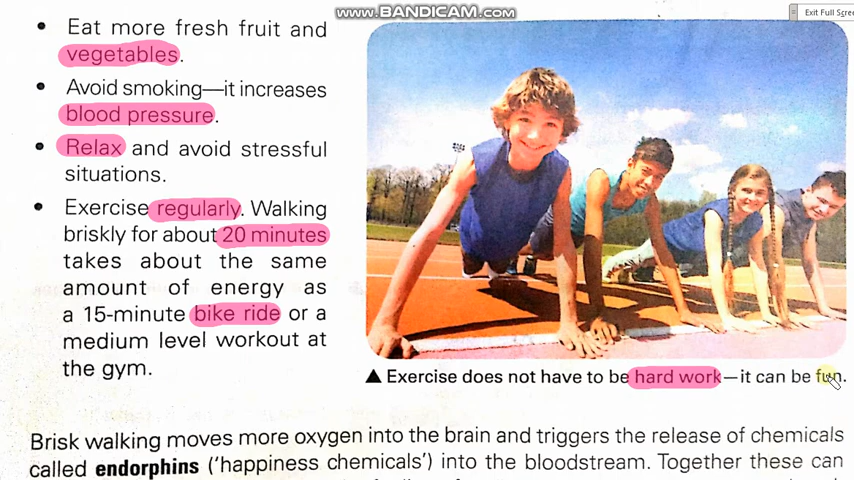 www.BANDICAM.com
Exit Full Scre
• Eat more fresh fruit and
vegetables.
• Avoid smoking—it increases
blood pressure.
• Relax and avoid stressful
situations.
• Exercise regularly. Walking
briskly for about 20 minutes
takes about the same
amount of energy as
a 15-minute bike ride or a
medium level workout at
the gym.
▲ Exercise does not have to be hard work—it can be fun.
Brisk walking moves more oxygen into the brain and triggers the release of chemicals
called endorphins ('happiness chemicals') into the bloodstream. Together these can